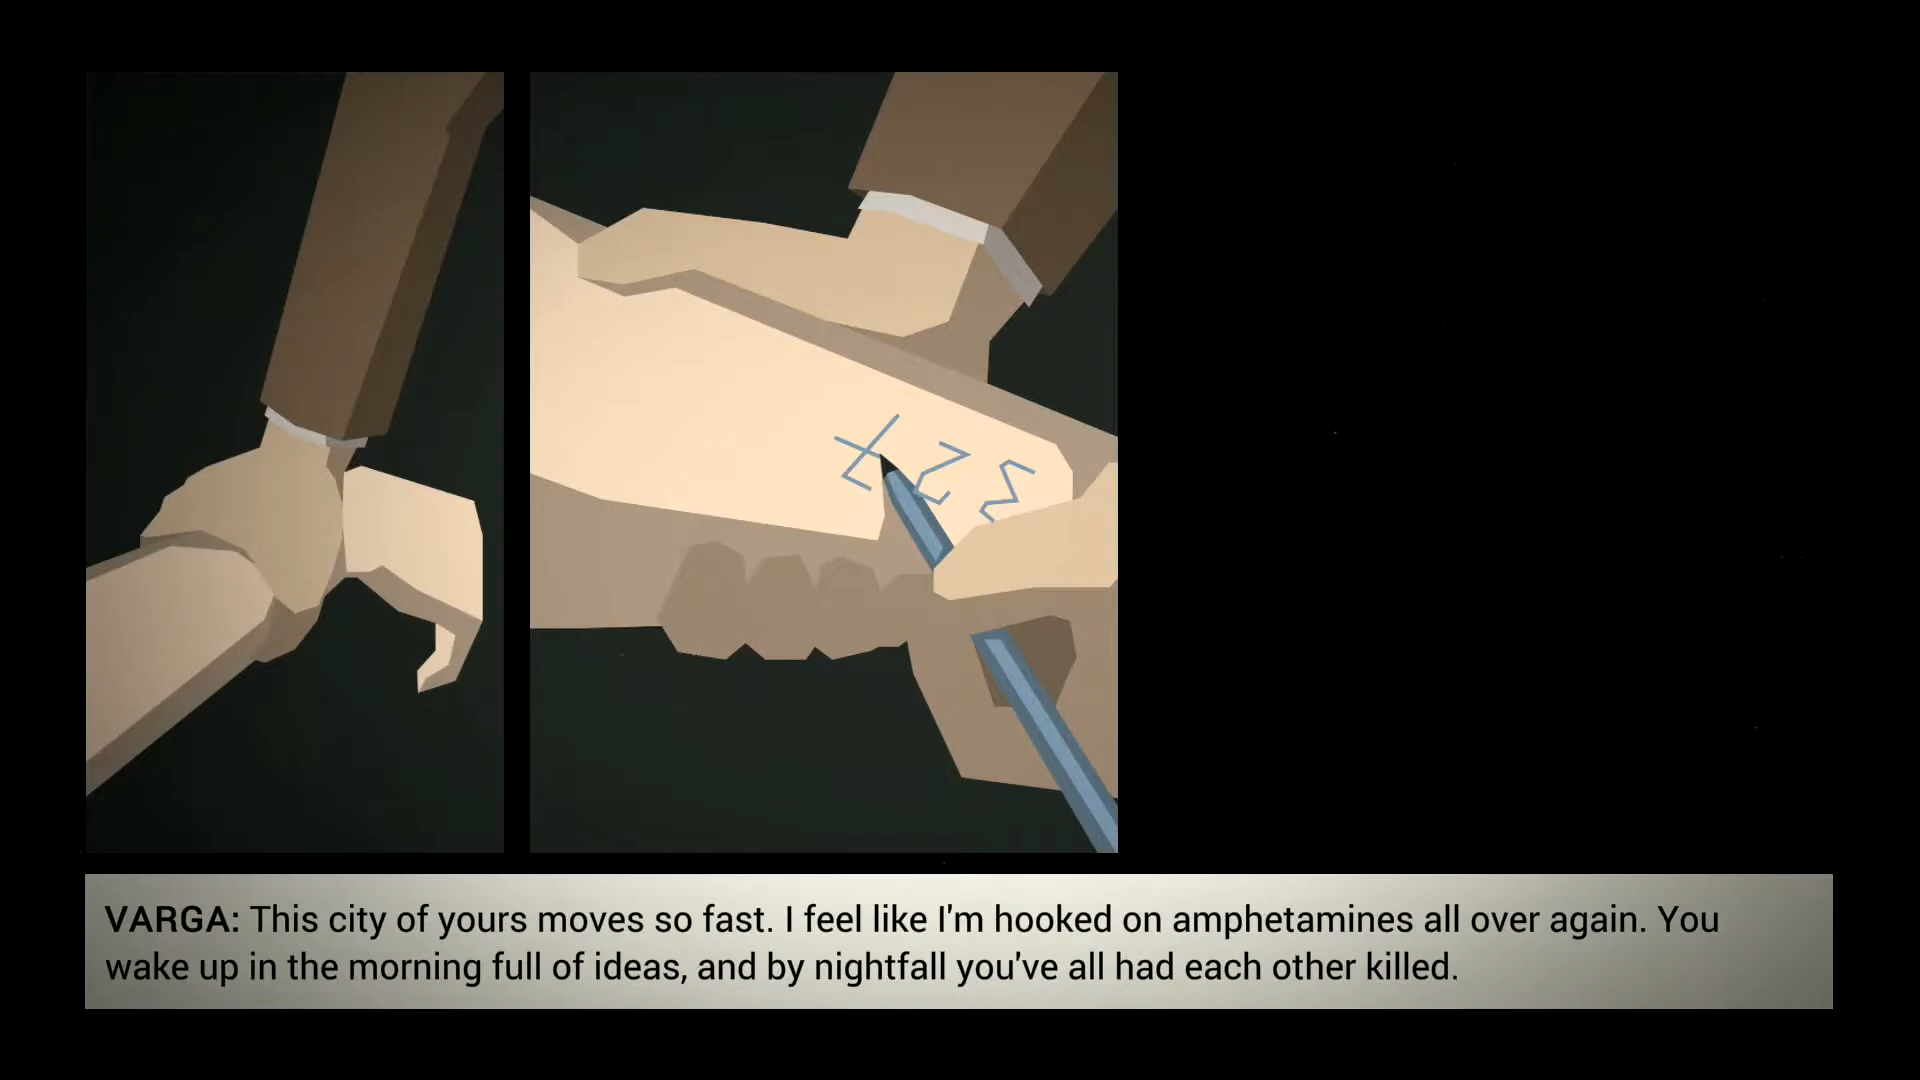 327
VARGA: This city of yours moves so fast. I feel like I'm hooked on amphetamines all over again. You
wake up in the morning full of ideas, and by nightfall you've all had each other killed.